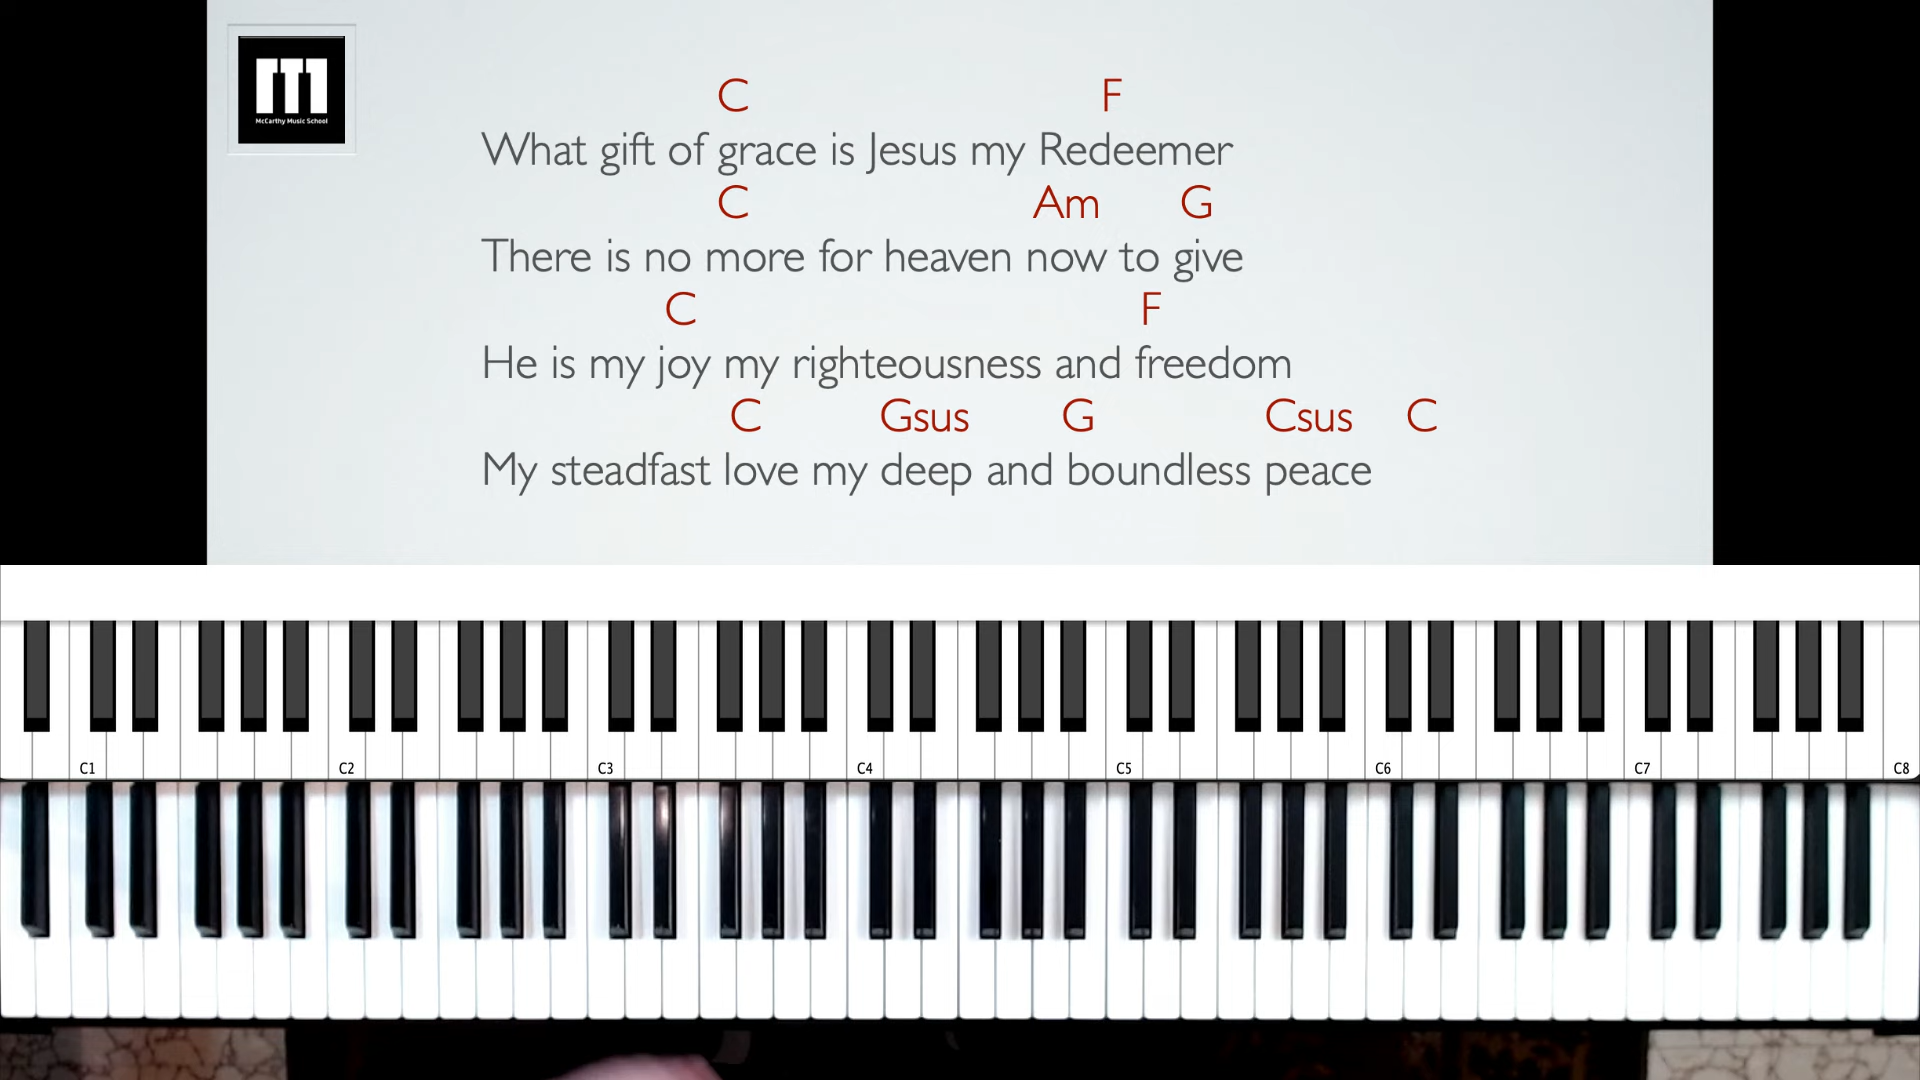 McCarthy Music School
C F
What gift of grace is Jesus my Redeemer
C Am G
There is no more for heaven now to give
C F
He is my joy my righteousness and freedom
C Gsus G Csus C
My steadfast love my deep and boundless peace
C1 C2 C3 C4 C5 C6 C7 C8